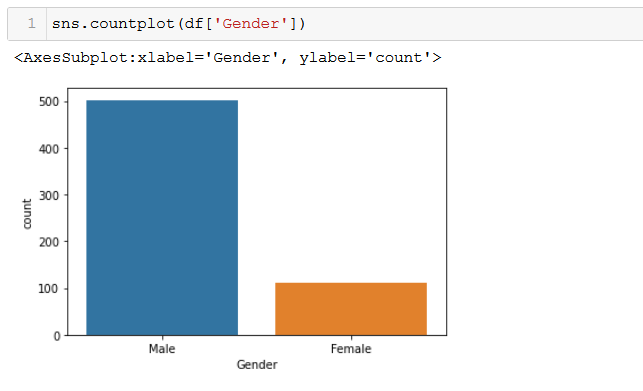 1 sns.countplot(df['Gender'])
<AxesSubplot:xlabel='Gender', ylabel='count'>
500
400
300
200
100
0
count
Male Female
Gender